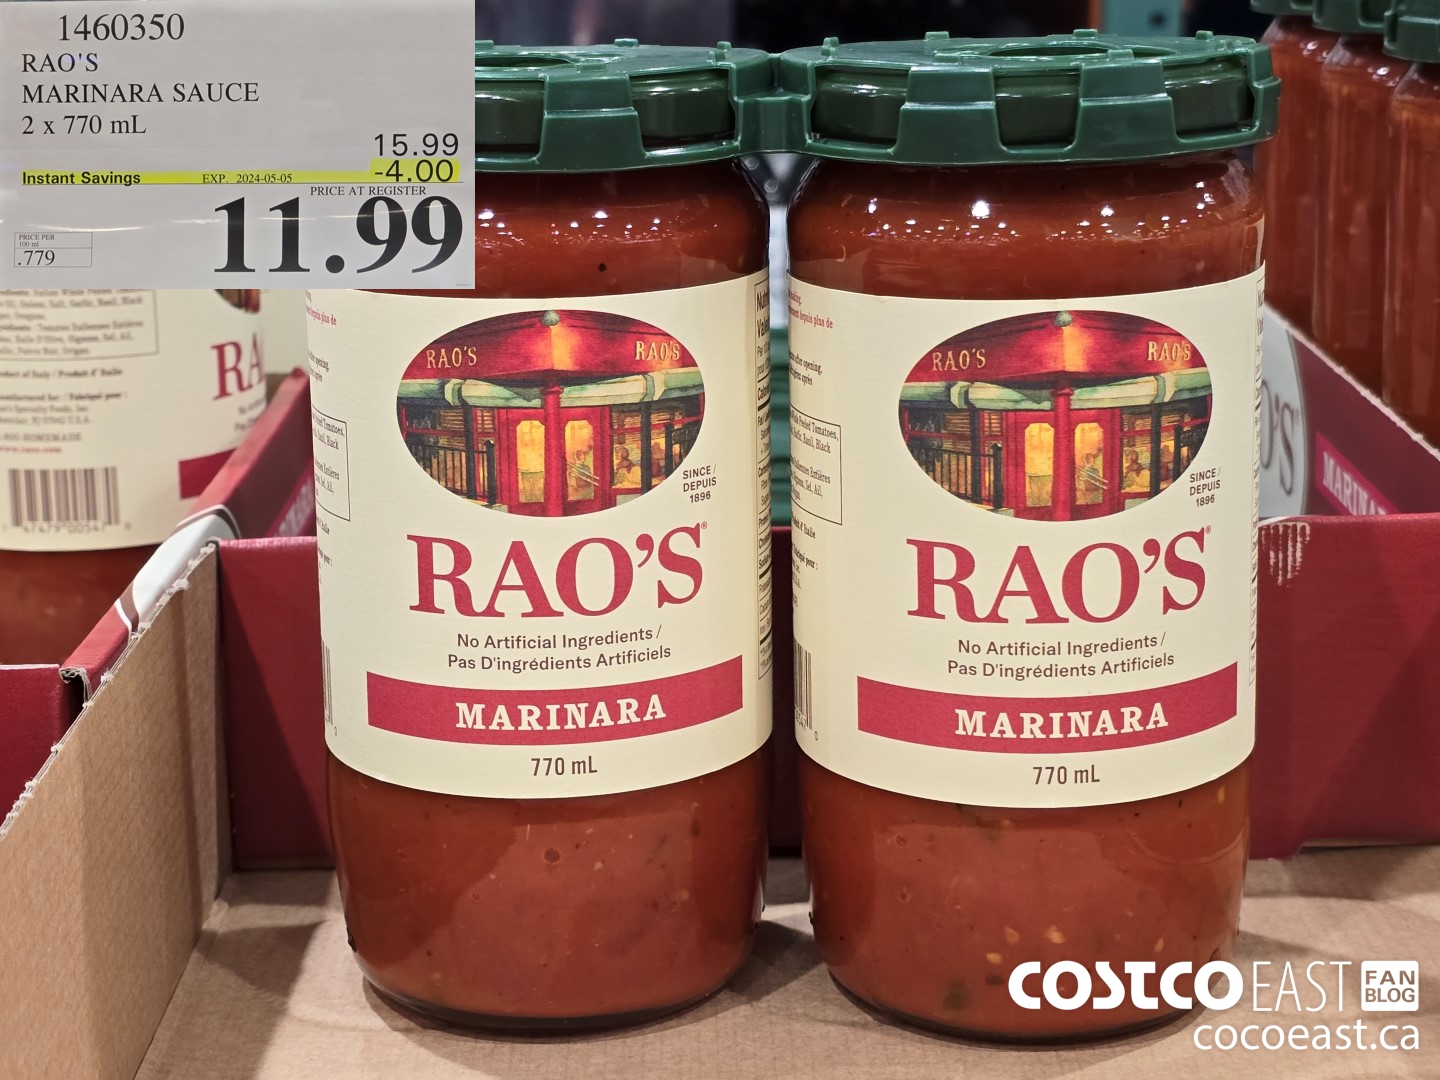 1460350
RAO'S
MARINARA SAUCE
2 x 770 mL
15.99
Instant Savings EXP. 2024-05-05 -4.00
PRICE AT REGISTER
11.99
PRICE PER
100 ml
.779
RAO'S RAO'S
SINCE /
DEPUIS
1896
RAO'S®
No Artificial Ingredients /
Pas D'ingrédients Artificiels
MARINARA
770 mL
RAO'S RAO'S
SINCE /
DEPUIS
1896
RAO'S®
No Artificial Ingredients /
Pas D'ingrédients Artificiels
MARINARA
770 mL
RA
MARINA
COSTCO EAST FAN BLOG
cocoeast.ca